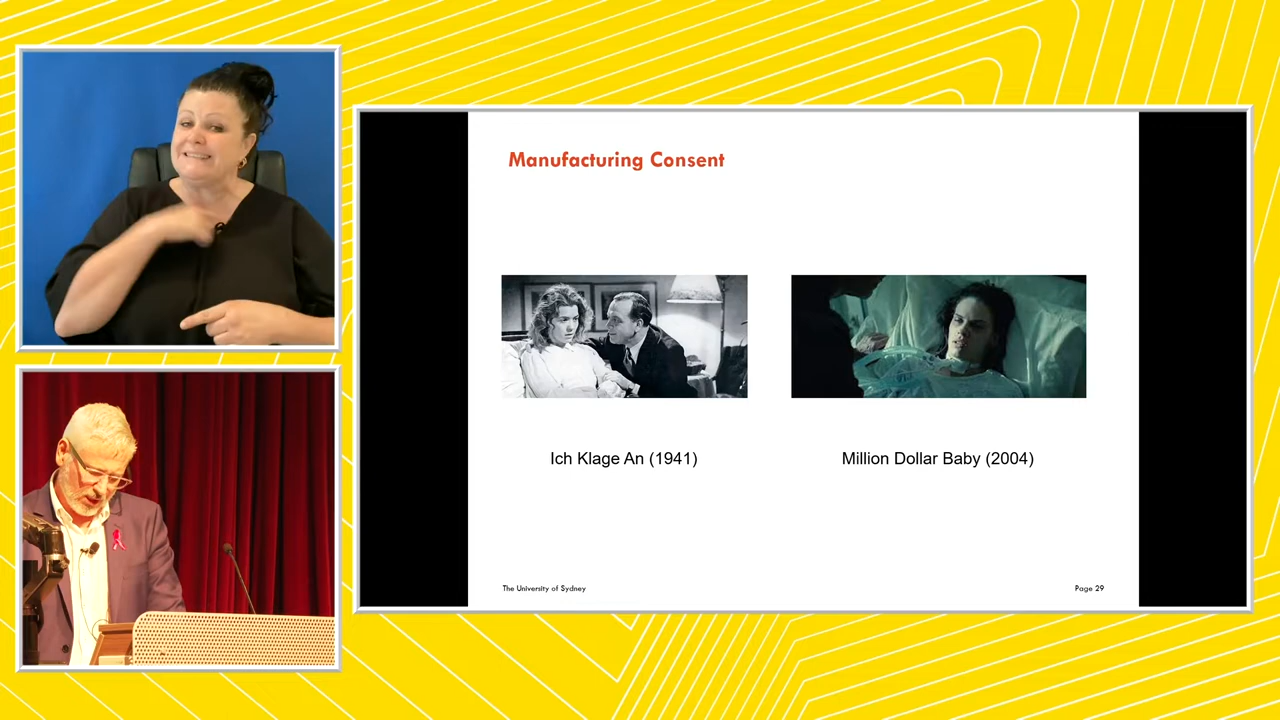 Manufacturing Consent
Ich Klage An (1941)
Million Dollar Baby (2004)
The University of Sydney
Page 29